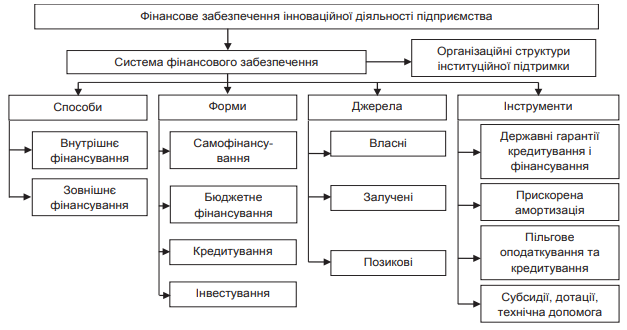 Фінансове забезпечення інноваційної діяльності підприємства
Система фінансового забезпечення
Організаційні структури
інституційної підтримки
Способи
Форми
Джерела
Інструменти
Внутрішнє
фінансування
Зовнішнє
фінансування
Самофінансу-
вання
Бюджетне
фінансування
Кредитування
Інвестування
Власні
Залучені
Позикові
Державні гарантії
кредитування і
фінансування
Прискорена
амортизація
Пільгове
оподаткування та
кредитування
Субсидії, дотації,
технічна допомога